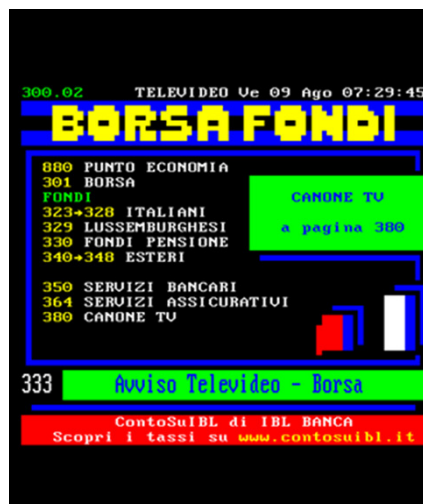 300.02 TELEVIDEO Ve 09 Ago 07:29:45
BORSA FONDI
880 PUNTO ECONOMIA
301 BORSA
FONDI
323→328 ITALIANI
329 LUSSEMBURGHESI
330 FONDI PENSIONE
340→348 ESTERI
CANONE TV
a pagina 380
350 SERVIZI BANCARI
364 SERVIZI ASSICURATIVI
380 CANONE TV
333 Avviso Televideo - Borsa
ContoSuIBL di IBL BANCA
Scopri i tassi su www.contosuibl.it